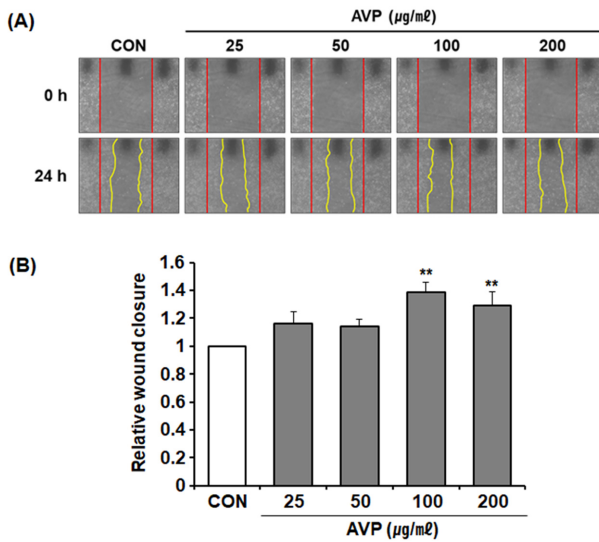 (A)
AVP (㎍/㎖)
CON 25 50 100 200
0 h
24 h
(B)
Relative wound closure
1.6
1.4
1.2
1
0.8
0.6
0.4
0.2
0
** **
CON 25 50 100 200
AVP (㎍/㎖)